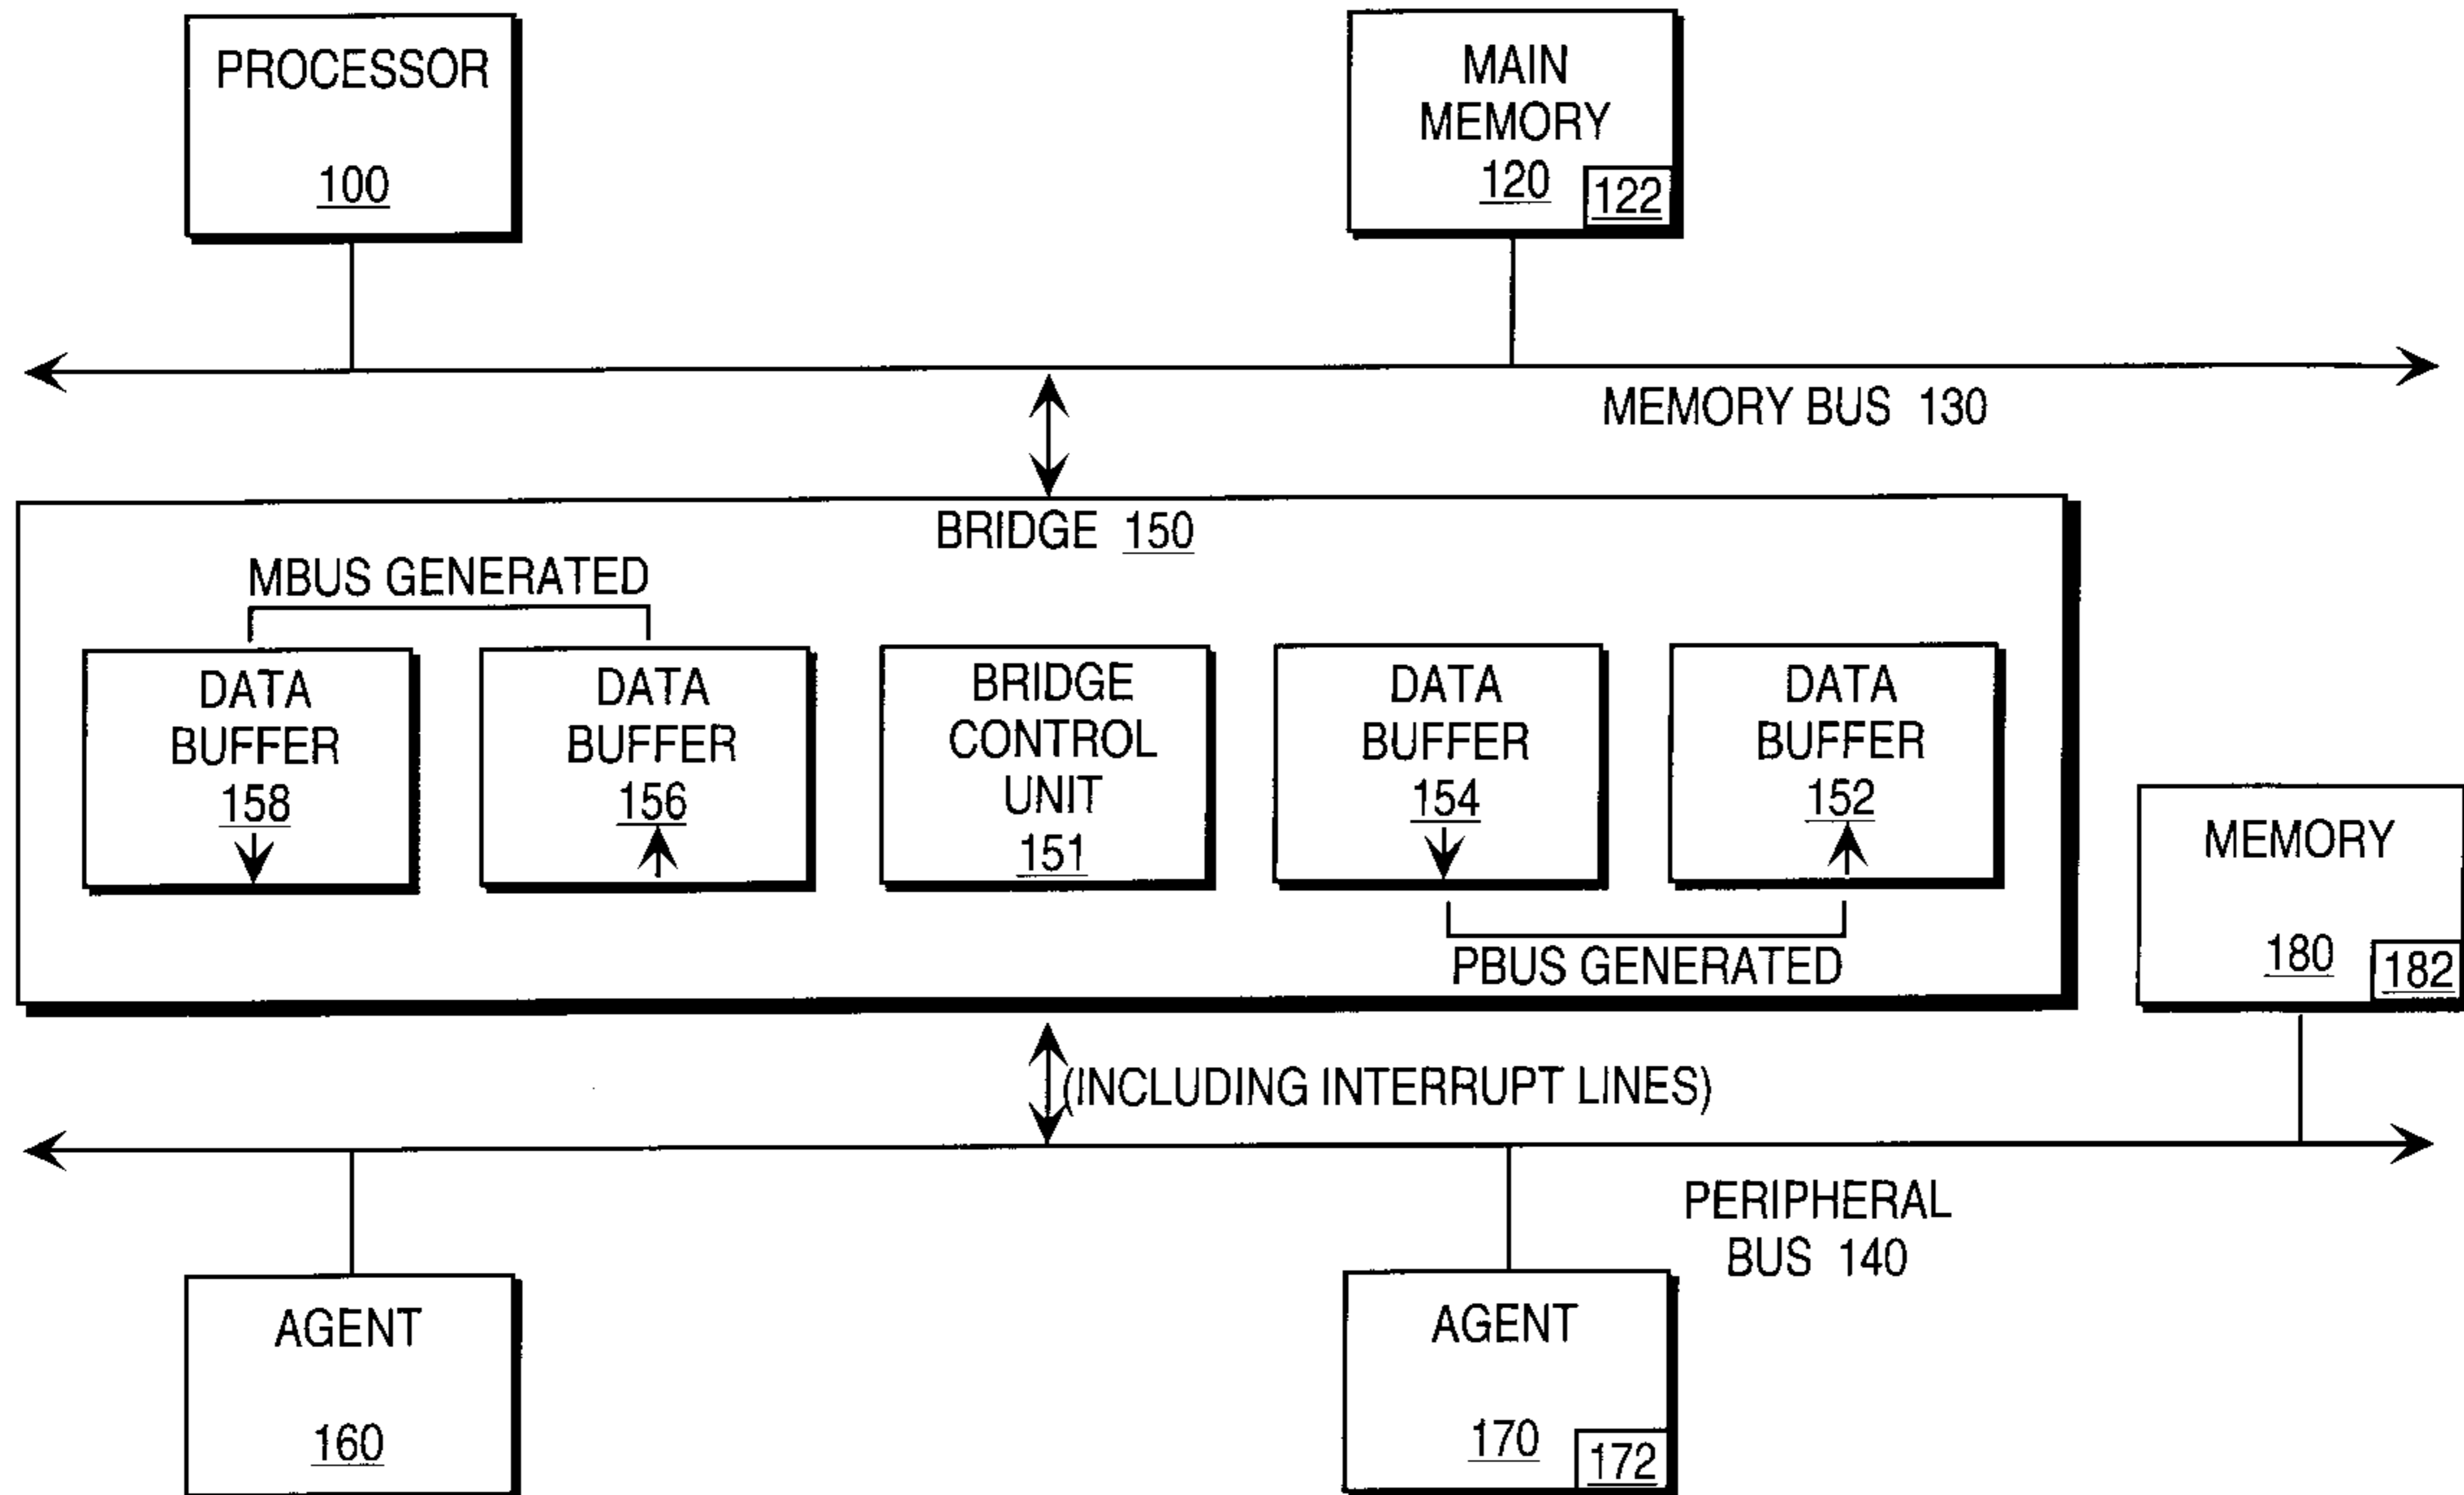 PROCESSOR
100
MAIN
MEMORY
120
122
MEMORY BUS 130
BRIDGE 150
MBUS GENERATED
DATA
BUFFER
158
DATA
BUFFER
156
BRIDGE
CONTROL
UNIT
151
DATA
BUFFER
154
DATA
BUFFER
152
PBUS GENERATED
MEMORY
180
182
(INCLUDING INTERRUPT LINES)
PERIPHERAL
BUS 140
AGENT
160
AGENT
170
172